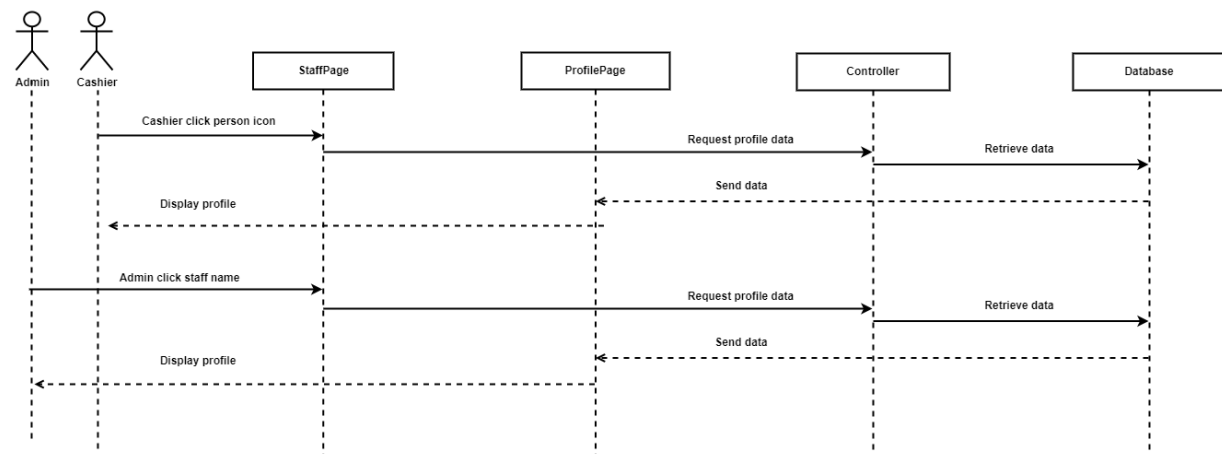 Admin
Cashier
StaffPage
ProfilePage
Controller
Database
Cashier click person icon
Request profile data
Retrieve data
Send data
Display profile
Admin click staff name
Request profile data
Retrieve data
Send data
Display profile